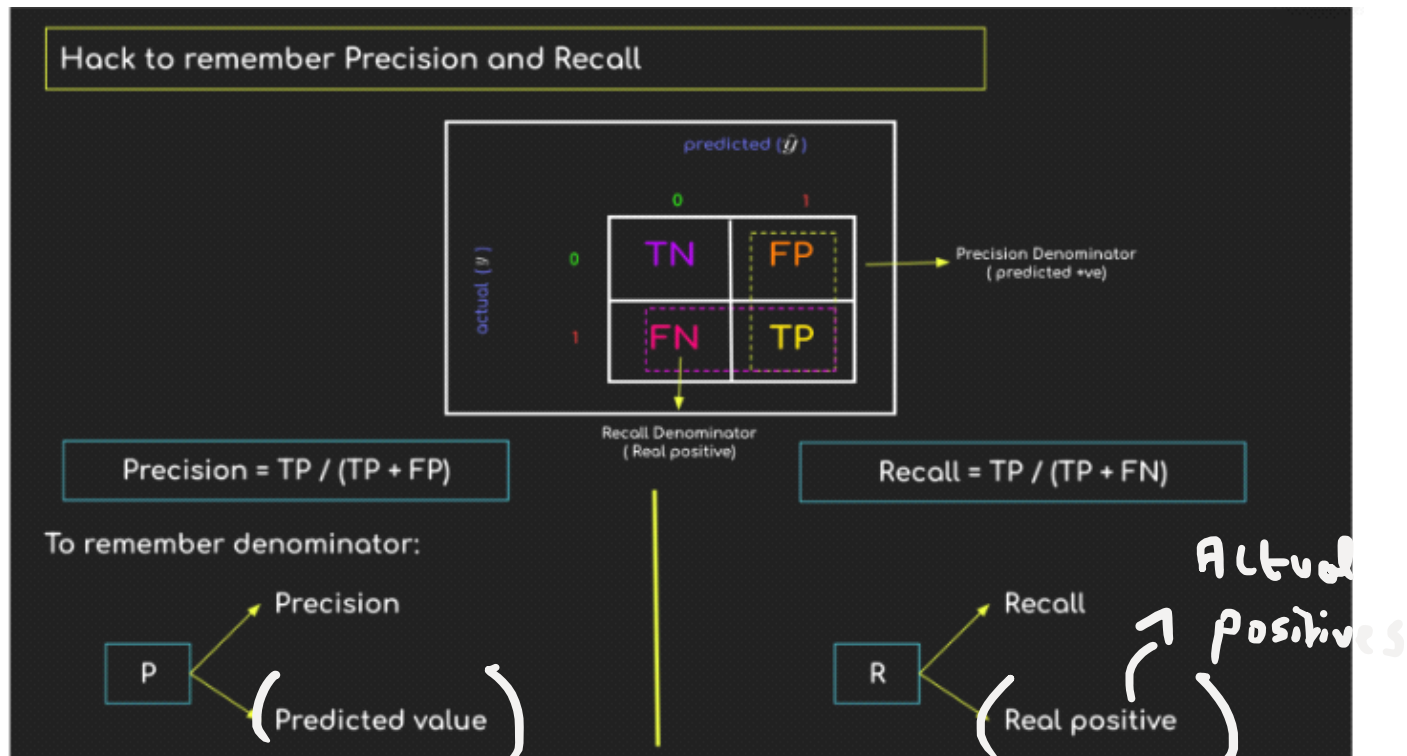 Hack to remember Precision and Recall
predicted (ŷ)
0 1
actual (y)
0 TN FP
Precision Denominator
( predicted +ve)
1 FN TP
Recall Denominator
( Real positive)
Precision = TP / (TP + FP)
Recall = TP / (TP + FN)
To remember denominator:
Actual
positives
Precision
Recall
P
R
(Predicted value)
(Real positive)